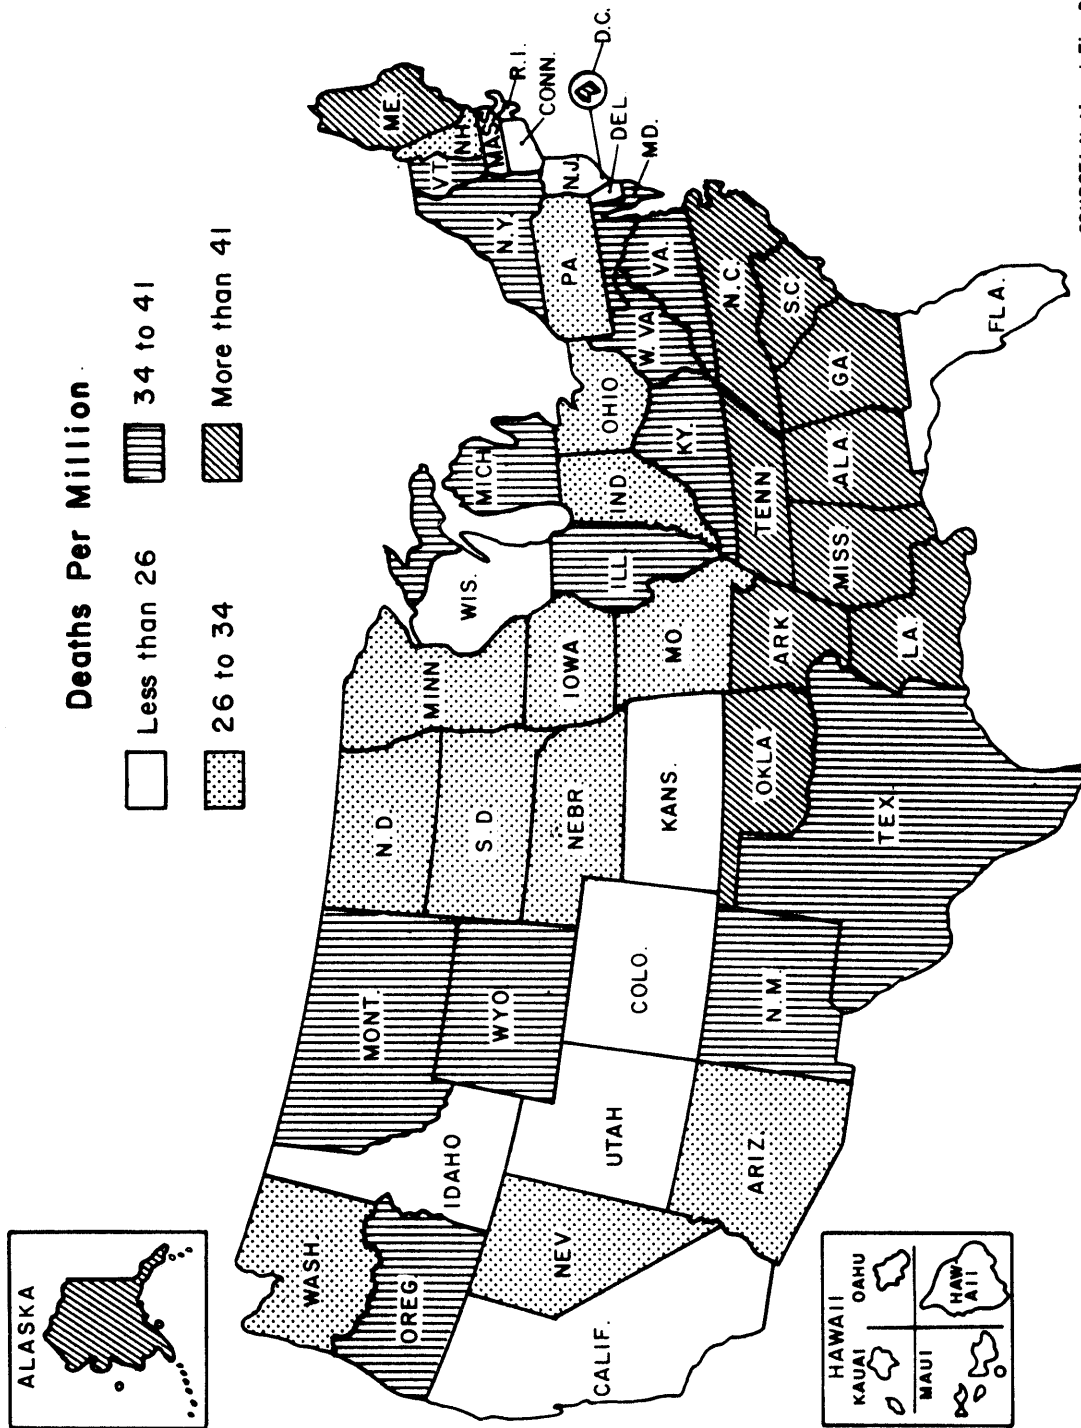 Deaths Per Million
Less than 26
34 to 41
26 to 34
More than 41
ALASKA
WASH
OREG.
CALIF.
IDAHO
NEV
UTAH
ARIZ.
MONT.
WYO.
COLO.
N.M.
N.D.
S.D
NEBR
KANS.
OKLA
TEX.
MINN
IOWA
MO
ARK
LA.
WIS.
ILL.
MICH
IND
OHIO
KY.
TENN
MISS.
ALA
GA
FLA.
S.C.
N.C.
VA.
W. VA.
PA.
N.Y.
VT.
NH
ME.
MASS
R.I.
CONN.
N.J.
DEL
MD.
D.C.
HAWAII
KAUAI
OAHU
MAUI
HAW
AII